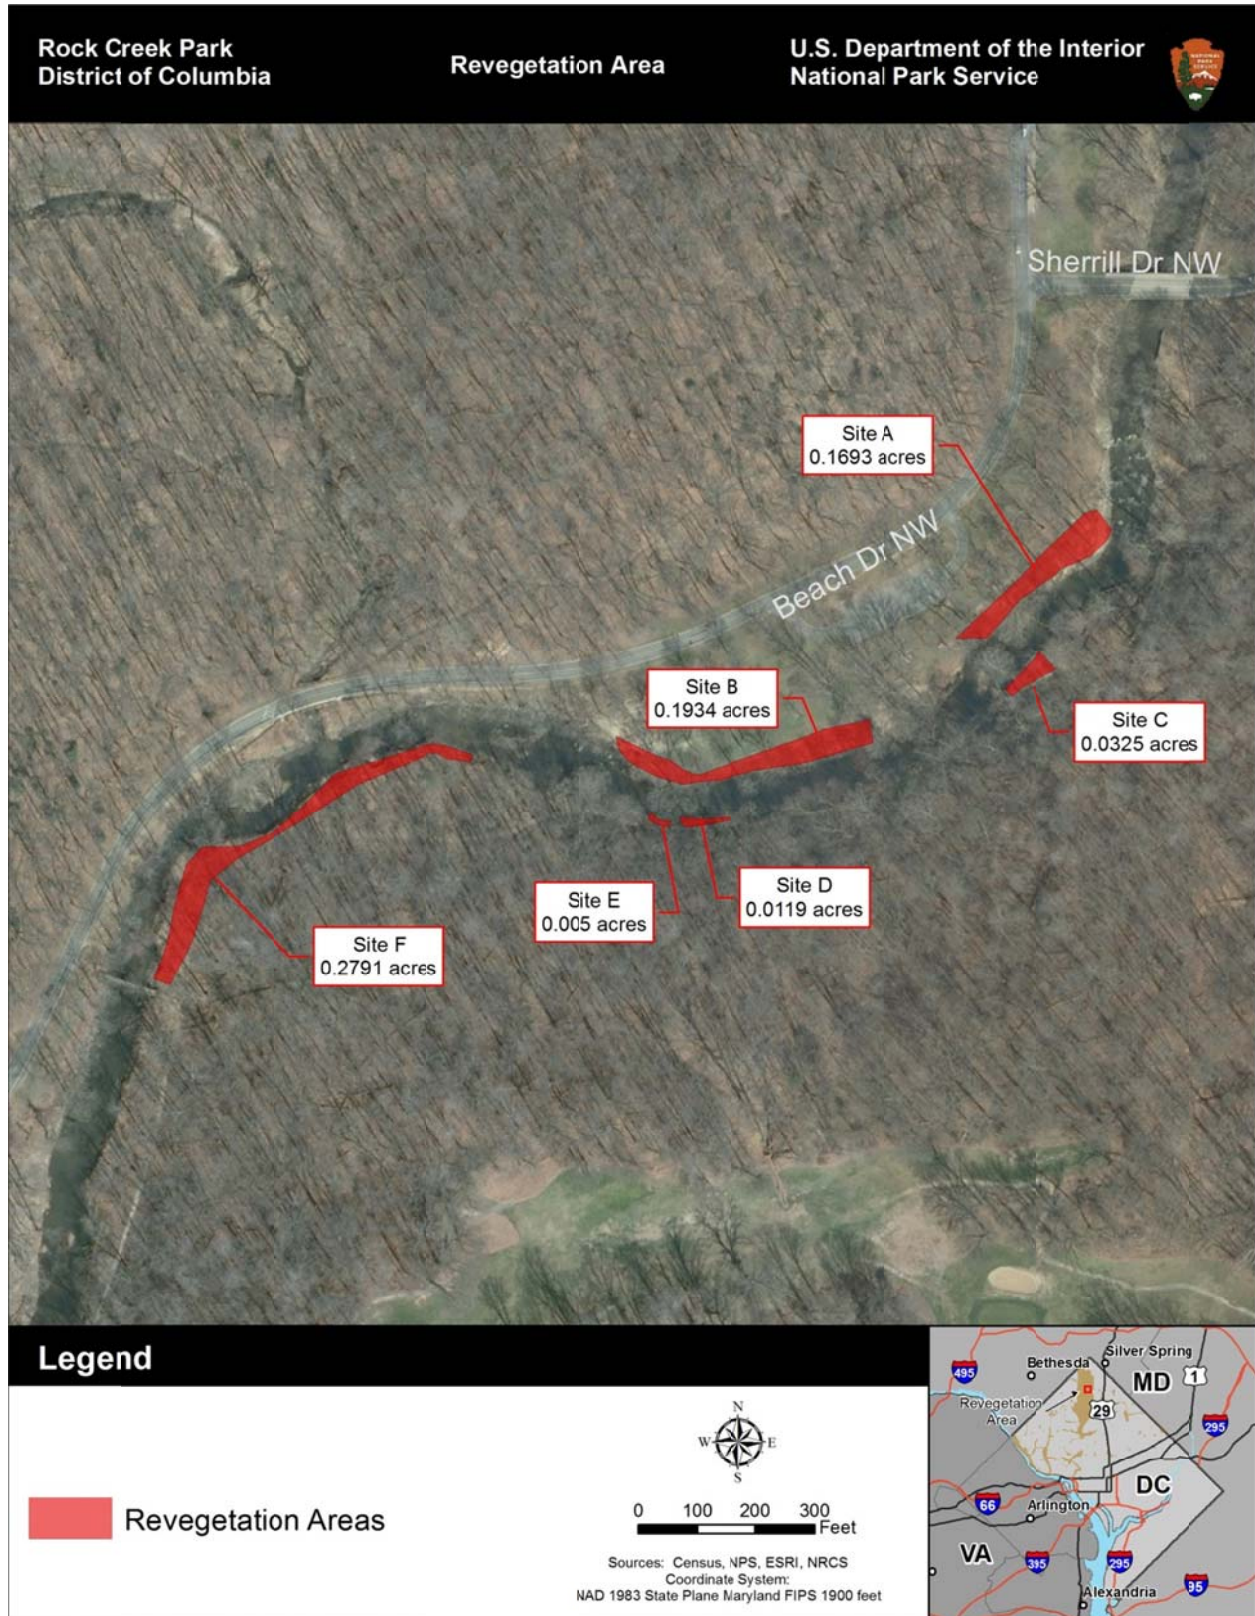 Rock Creek Park
District of Columbia
Revegetation Area
U.S. Department of the Interior
National Park Service
NATIONAL
PARK
SERVICE
Sherrill Dr NW
Site A
0.1693 acres
Beach Dr NW
Site B
0.1934 acres
Site C
0.0325 acres
Site E
0.005 acres
Site D
0.0119 acres
Site F
0.2791 acres
Legend
Revegetation Areas
N
W
E
S
0 100 200 300
Feet
Sources: Census, NPS, ESRI, NRCS
Coordinate System:
NAD 1983 State Plane Maryland FIPS 1900 feet
Silver Spring
Bethesda
495
MD
1
Revegetation
Area
29
295
DC
66
Arlington
VA
395
295
95
Alexandria